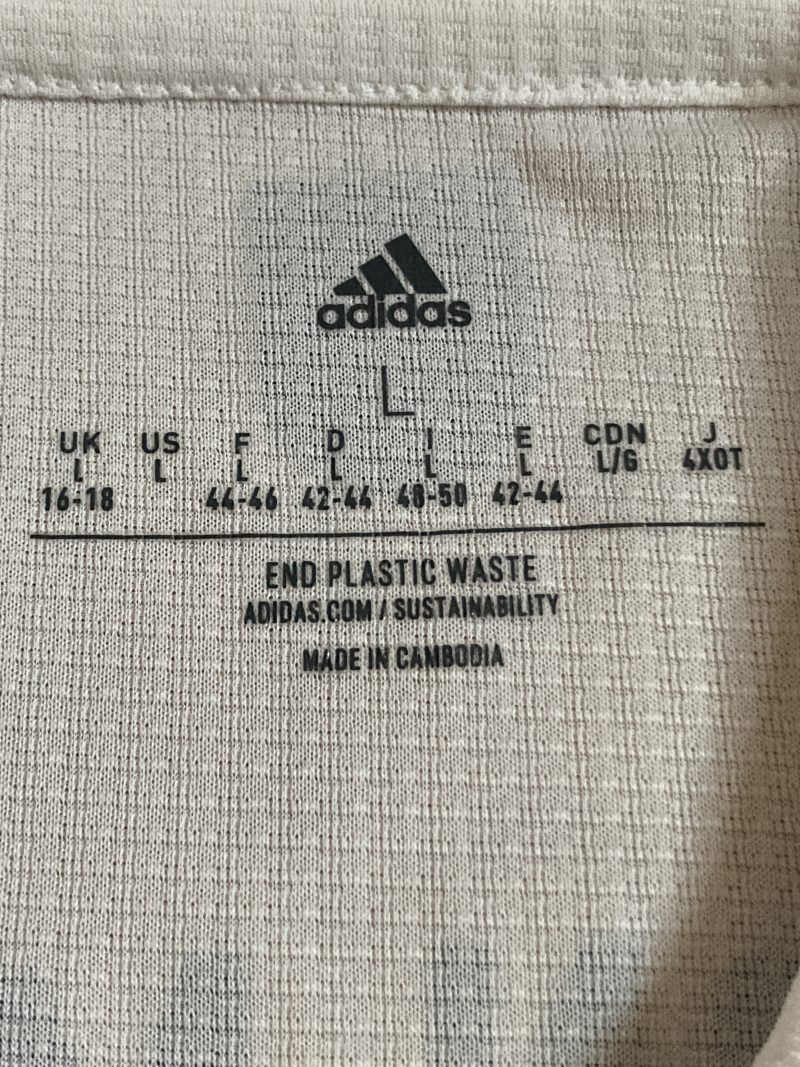 adidas
L
UK US F D I E CDN J
L L L L L L L/G 4XOT
16-18 44-46 42-44 48-50 42-44
END PLASTIC WASTE
ADIDAS.COM / SUSTAINABILITY
MADE IN CAMBODIA